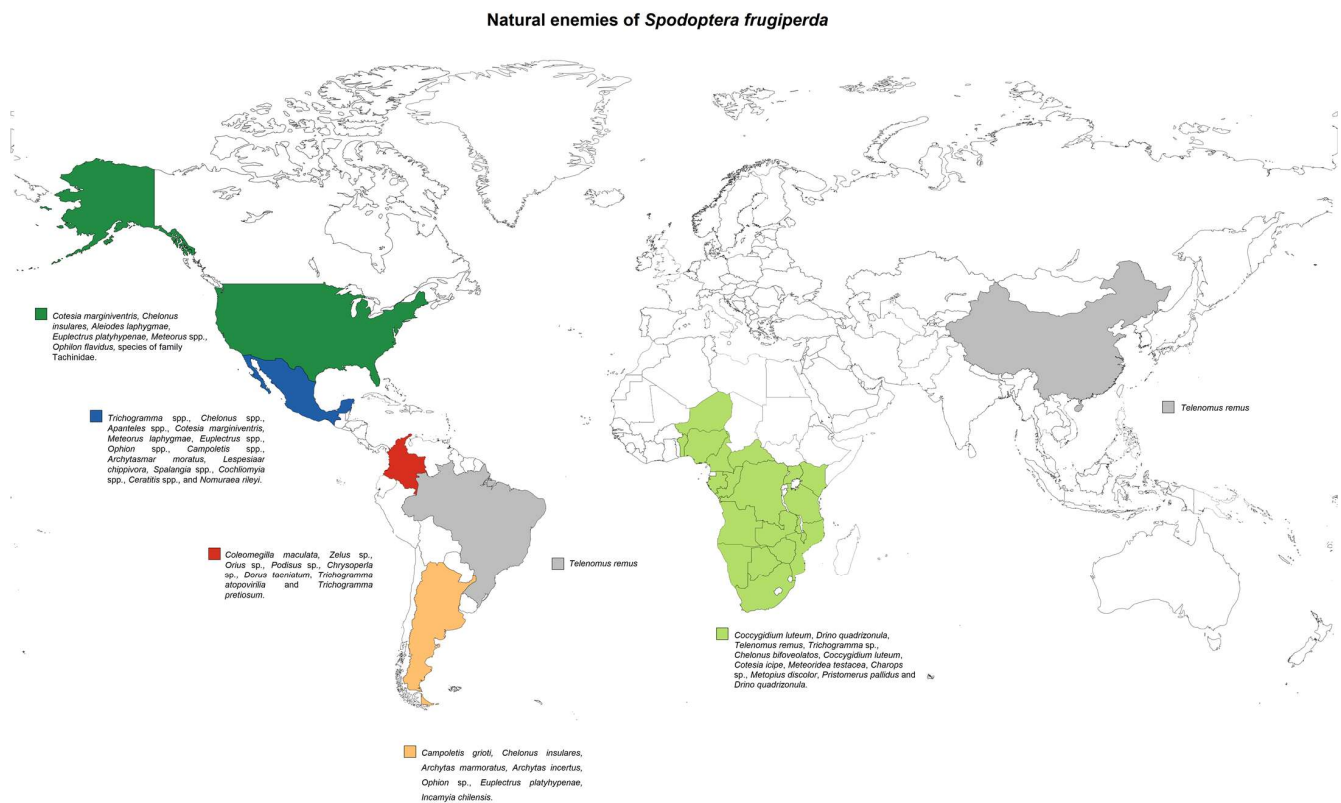 Natural enemies of Spodoptera frugiperda
Cotesia marginiventris, Chelonus
insulares, Aleiodes laphygmae,
Euplectrus platyhypenae, Meteorus spp.,
Ophilon flavidus, species of family
Tachinidae.
Trichogramma spp., Chelonus spp.,
Apanteles spp., Cotesia marginiventris,
Meteorus laphygmae, Euplectrus spp.,
Ophion spp., Campoletis spp.,
Archytasmar moratus, Lespesiaar
chippivora, Spalangia spp., Cochliomyia
spp., Ceratitis spp., and Nomuraea rileyi.
Telenomus remus
Coleomegilla maculata, Zelus sp.,
Orius sp., Podisus sp., Chrysoperla
sp., Dorus taeniatum, Trichogramma
atopovirilia and Trichogramma
pretiosum.
Telenomus remus
Coccygidium luteum, Drino quadrizonula,
Telenomus remus, Trichogramma sp.,
Chelonus bifoveolatos, Coccygidium luteum,
Cotesia icipe, Meteoridea testacea, Charops
sp., Metopius discolor, Pristomerus pallidus and
Drino quadrizonula.
Campoletis grioti, Chelonus insulares,
Archytas marmoratus, Archytas incertus,
Ophion sp., Euplectrus platyhypenae,
Incamyia chilensis.